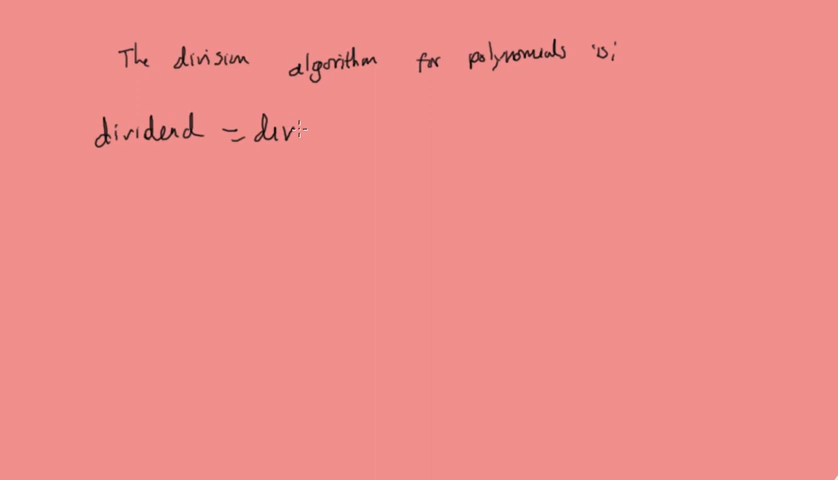 The division algorithm for polynomials is;
dividend = div